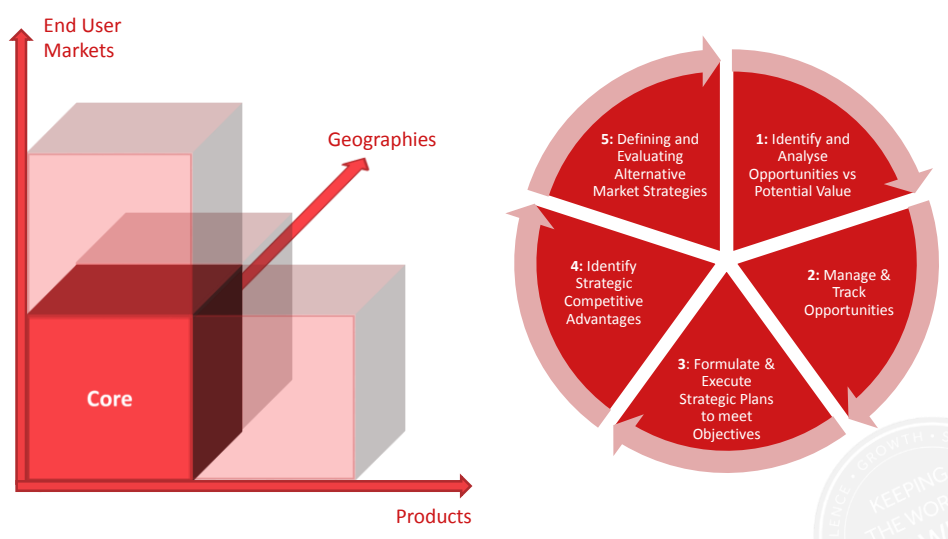 End User
Markets
Geographies
Core
Products
1: Identify and
Analyse
Opportunities vs
Potential Value
2: Manage &
Track
Opportunities
3: Formulate &
Execute
Strategic Plans
to meet
Objectives
4: Identify
Strategic
Competitive
Advantages
5: Defining and
Evaluating
Alternative
Market Strategies
GROWTH
KEEPING